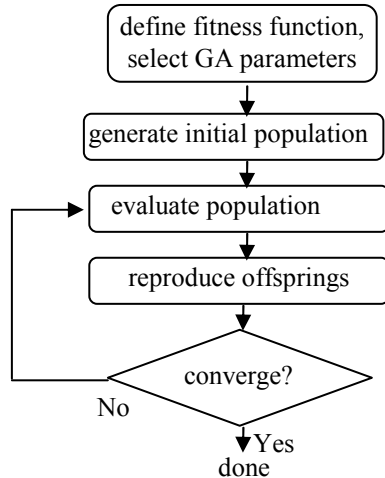 define fitness function,
select GA parameters
generate initial population
evaluate population
reproduce offsprings
converge?
No
Yes
done